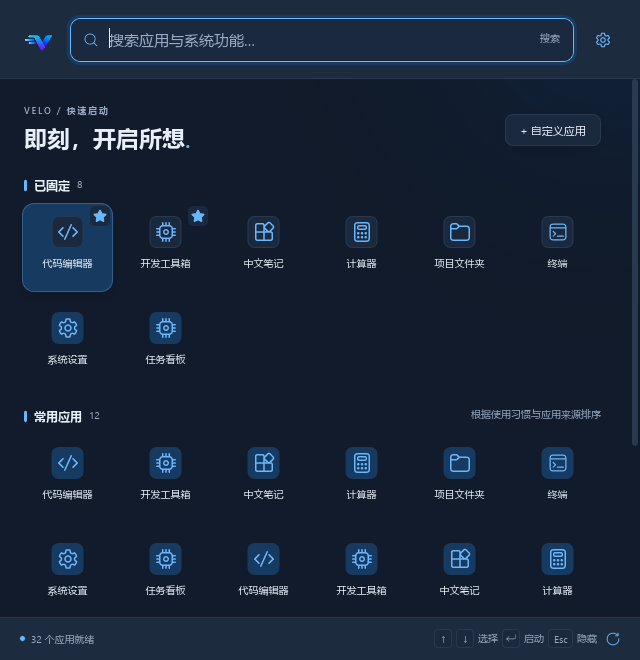 搜索应用与系统功能... 搜索
VELO / 快速启动
即刻，开启所想.
+ 自定义应用
已固定 8
代码编辑器 开发工具箱 中文笔记 计算器 项目文件夹 终端
系统设置 任务看板
常用应用 12 根据使用习惯与应用来源排序
代码编辑器 开发工具箱 中文笔记 计算器 项目文件夹 终端
系统设置 任务看板 代码编辑器 开发工具箱 中文笔记 计算器
32 个应用就绪 ↑ ↓ 选择 ↵ 启动 Esc 隐藏